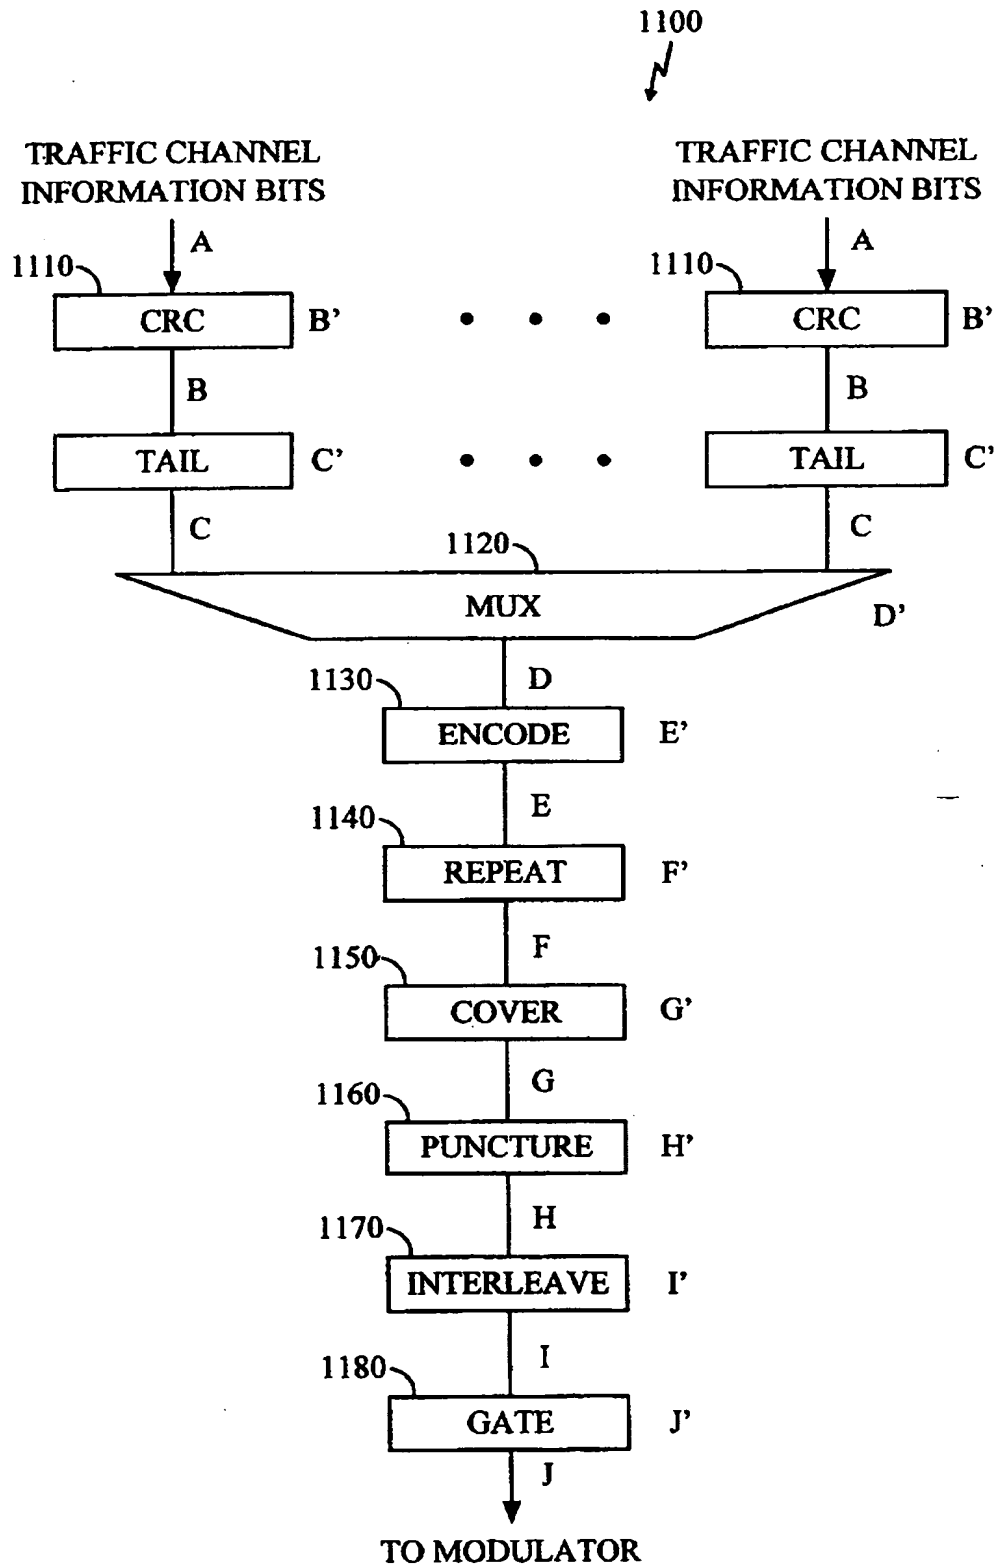 1100
TRAFFIC CHANNEL
INFORMATION BITS
TRAFFIC CHANNEL
INFORMATION BITS
A
A
1110
1110
CRC
B'
CRC
B'
B
B
TAIL
C'
TAIL
C'
C
C
1120
MUX
D'
D
1130
ENCODE
E'
E
1140
REPEAT
F'
F
1150
COVER
G'
G
1160
PUNCTURE
H'
H
1170
INTERLEAVE
I'
I
1180
GATE
J'
J
TO MODULATOR